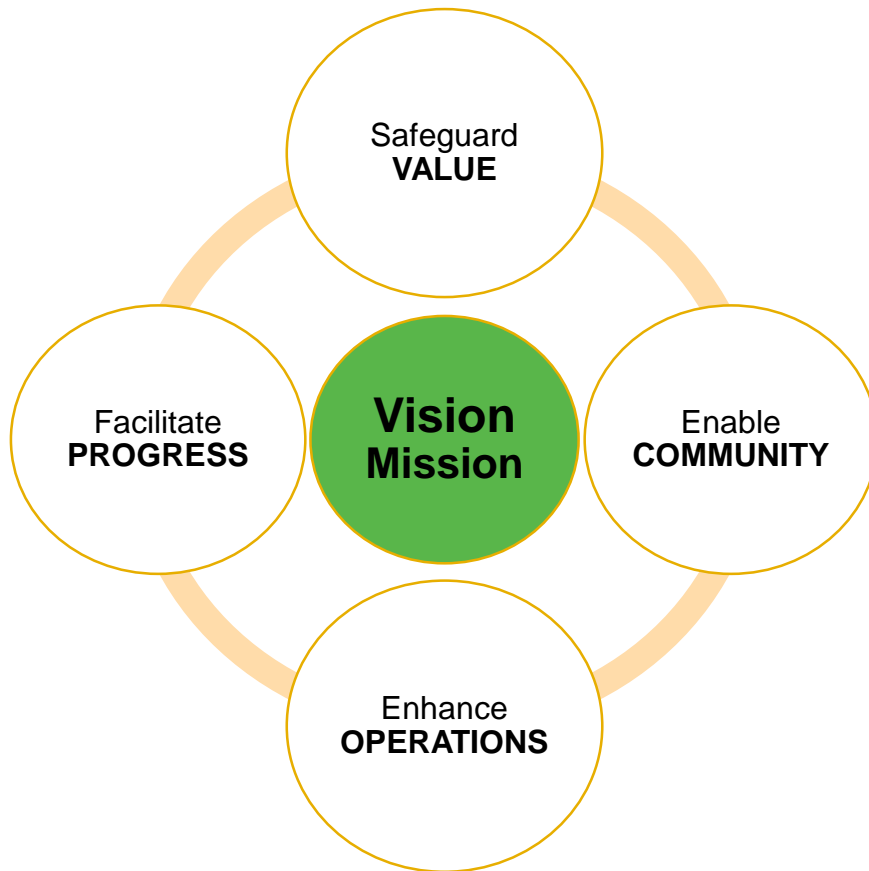 Safeguard
VALUE
Facilitate
PROGRESS
Vision
Mission
Enable
COMMUNITY
Enhance
OPERATIONS